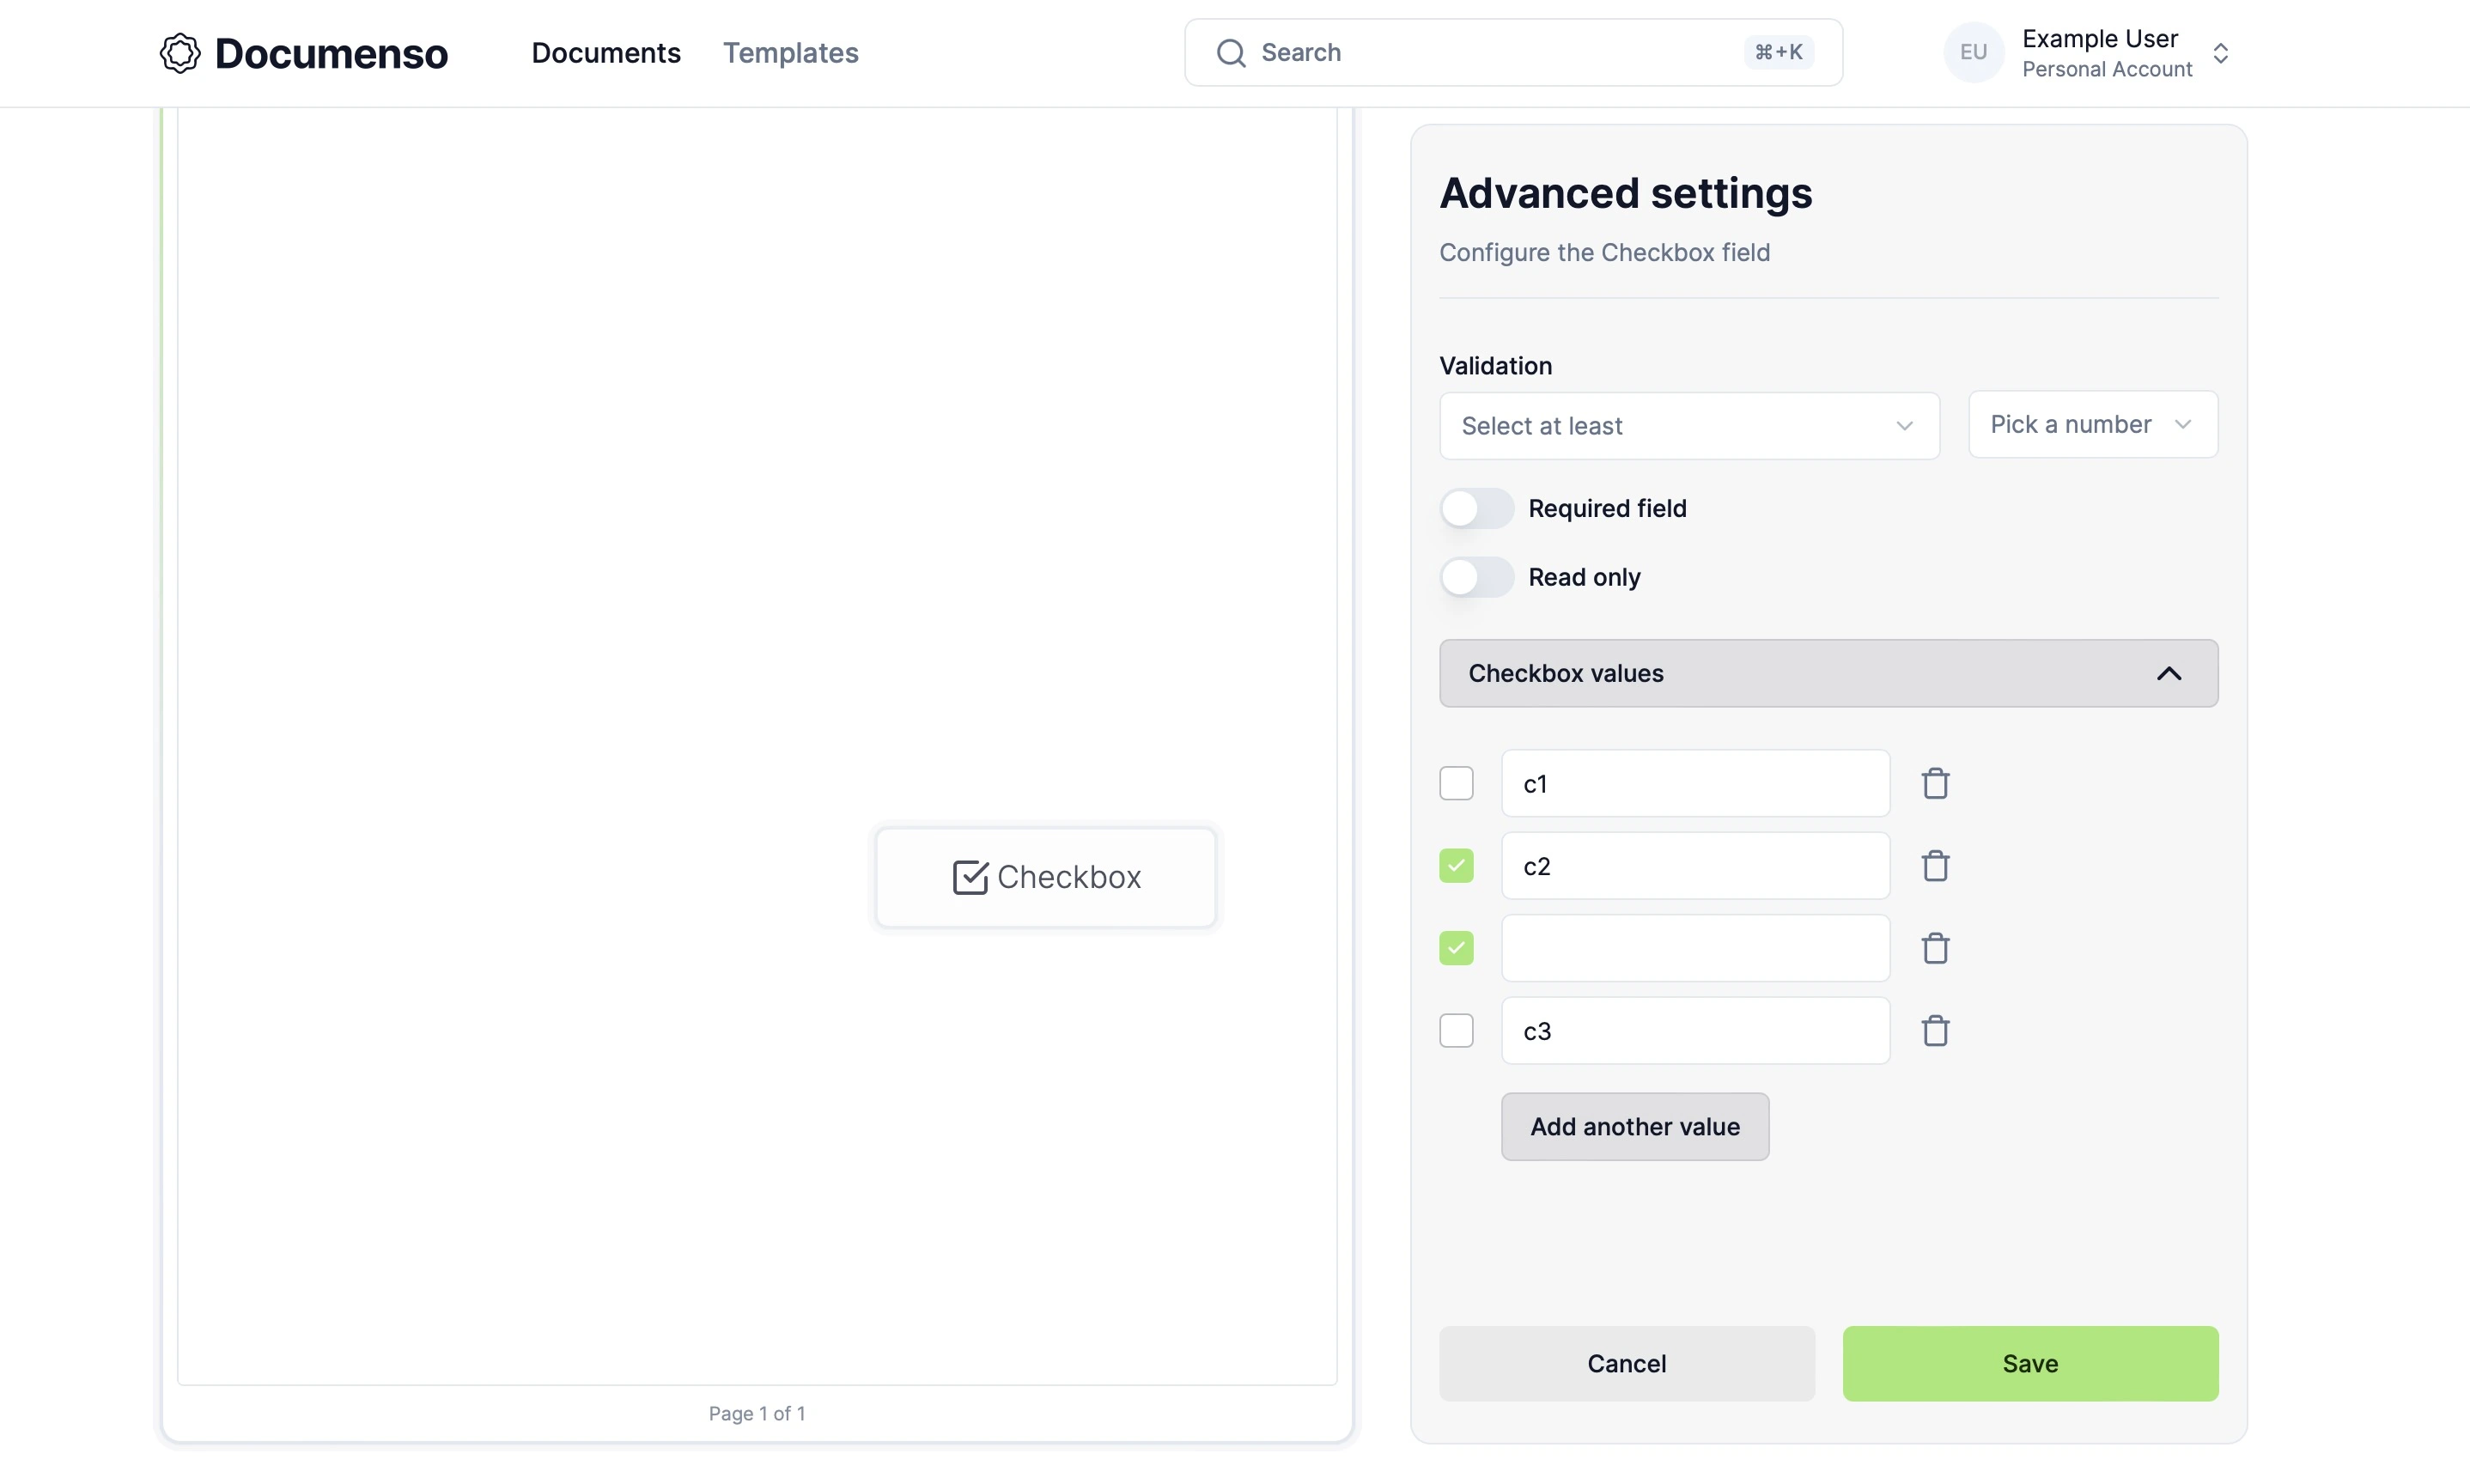 Documenso
Documents
Templates
Search
⌘+K
EU
Example User
Personal Account
Checkbox
Page 1 of 1
Advanced settings
Configure the Checkbox field
Validation
Select at least
Pick a number
Required field
Read only
Checkbox values
c1
c2
c3
Add another value
Cancel
Save